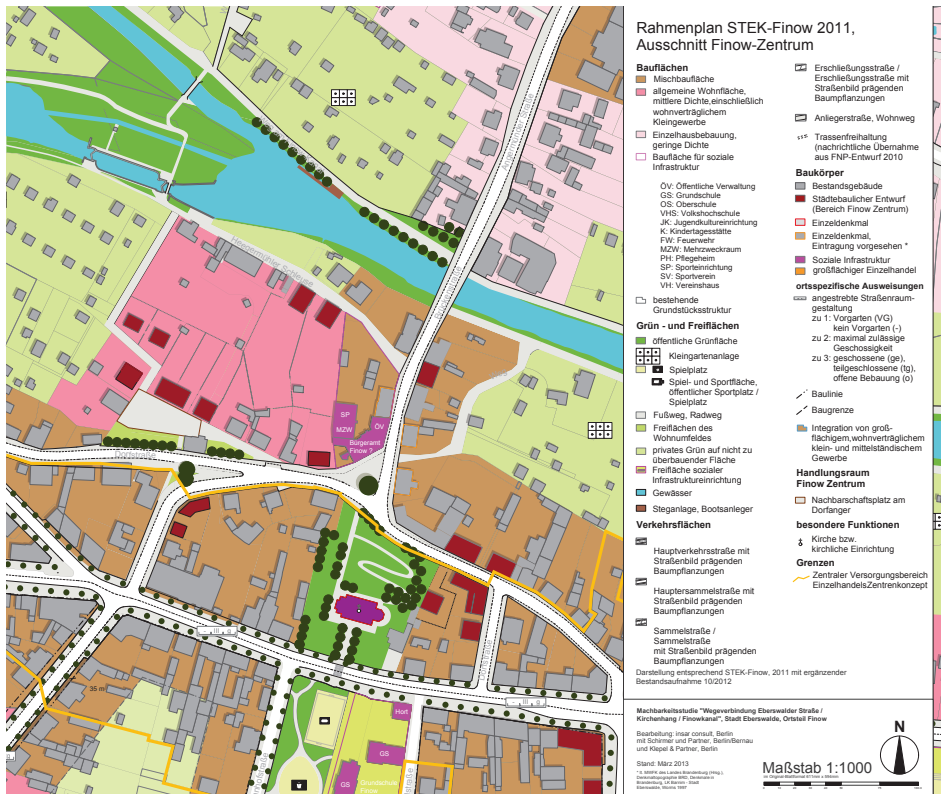 Rahmenplan STEK-Finow 2011,
Ausschnitt Finow-Zentrum
Bauflächen
Mischbaufläche
allgemeine Wohnfläche,
mittlere Dichte,einschließlich
wohnverträglichem
Kleingewerbe
Einzelhausbebauung,
geringe Dichte
Baufläche für soziale
Infrastruktur
ÖV: Öffentliche Verwaltung
GS: Grundschule
OS: Oberschule
VHS: Volkshochschule
JK: Jugendkultureinrichtung
K: Kindertagesstätte
FW: Feuerwehr
MZW: Mehrzweckraum
PH: Pflegeheim
SP: Sporteinrichtung
SV: Sportverein
VH: Vereinshaus
bestehende
Grundstücksstruktur
Grün - und Freiflächen
öffentliche Grünfläche
Kleingartenanlage
Spielplatz
Spiel- und Sportfläche,
öffentlicher Sportplatz /
Spielplatz
Fußweg, Radweg
Freiflächen des
Wohnumfeldes
privates Grün auf nicht zu
überbauender Fläche
Freifläche sozialer
Infrastruktureinrichtung
Gewässer
Steganlage, Bootsanleger
Verkehrsflächen
Hauptverkehrsstraße mit
Straßenbild prägenden
Baumpflanzungen
Hauptersammelstraße mit
Straßenbild prägenden
Baumpflanzungen
Sammelstraße /
Sammelstraße
mit Straßenbild prägenden
Baumpflanzungen
Erschließungsstraße /
Erschließungsstraße mit
Straßenbild prägenden
Baumpflanzungen
Anliegerstraße, Wohnweg
Trassenfreihaltung
(nachrichtliche Übernahme
aus FNP-Entwurf 2010
Baukörper
Bestandsgebäude
Städtebaulicher Entwurf
(Bereich Finow Zentrum)
Einzeldenkmal
Einzeldenkmal,
Eintragung vorgesehen *
Soziale Infrastruktur
großflächiger Einzelhandel
ortsspezifische Ausweisungen
angestrebte Straßenraum-
gestaltung
zu 1: Vorgarten (VG)
kein Vorgarten (-)
zu 2: maximal zulässige
Geschossigkeit
zu 3: geschossene (ge),
teilgeschlossene (tg),
offene Bebauung (o)
Baulinie
Baugrenze
Integration von groß-
flächigem,wohnverträglichem
klein- und mittelständischem
Gewerbe
Handlungsraum
Finow Zentrum
Nachbarschaftsplatz am
Dorfanger
besondere Funktionen
Kirche bzw.
kirchliche Einrichtung
Grenzen
Zentraler Versorgungsbereich
EinzelhandelsZentrenkonzept
Darstellung entsprechend STEK-Finow, 2011 mit ergänzender
Bestandsaufnahme 10/2012
Machbarkeitsstudie "Wegeverbindung Eberswalder Straße /
Kirchenhang / Finowkanal", Stadt Eberswalde, Ortsteil Finow
Bearbeitung: insar consult, Berlin
mit Schirmer und Partner, Berlin/Bernau
und Klepel & Partner, Berlin
Stand: März 2013
N
Maßstab 1:1000
Heegermühler Schleuse
Dorfstraße
SP
MZW
ÖV
Bürgeramt
Finow ?
35 m
Hort
GS
GS
Grundschule
Finow